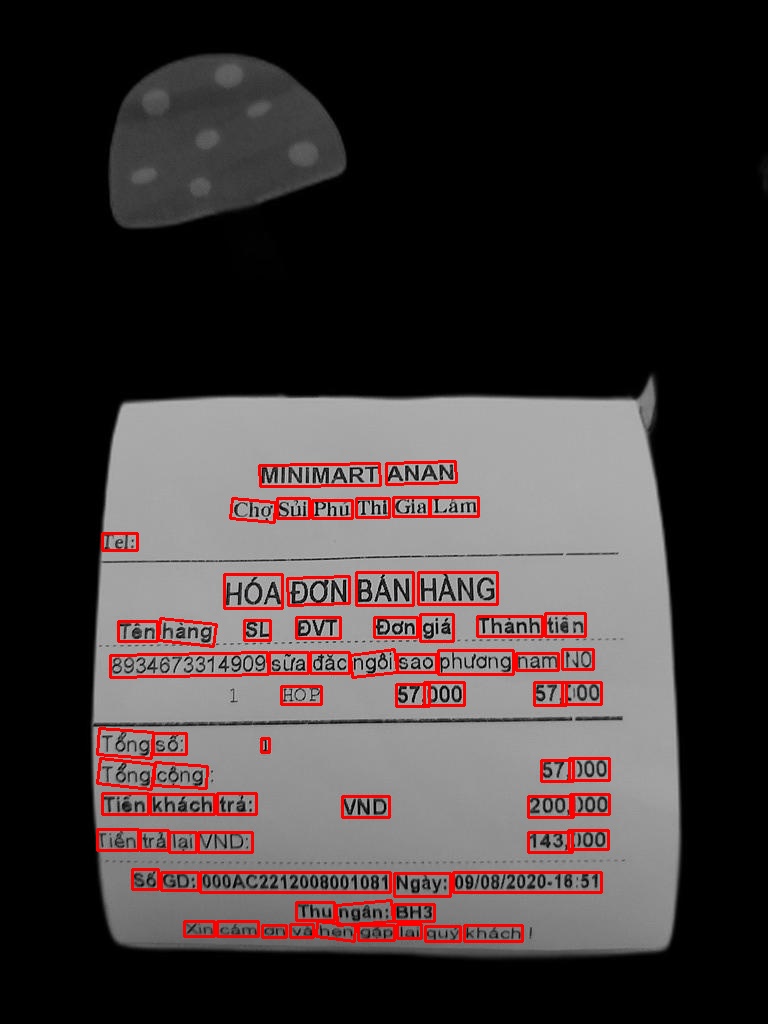 MINIMART ANAN
Chợ Sủi Phú Thị Gia Lâm
Tel:
HÓA ĐƠN BÁN HÀNG
Tên hàng SL ĐVT Đơn giá Thành tiền
8934673314909 sữa đặc ngôi sao phương nam N0
1 HOP 57,000 57,000
Tổng số: 1
Tổng cộng : 57,000
Tiền khách trả: VND 200,000
Tiền trả lại VND: 143,000
Số GD: 000AC2212008001081 Ngày: 09/08/2020-16:51
Thu ngân: BH3
Xin cảm ơn và hẹn gặp lại quý khách !